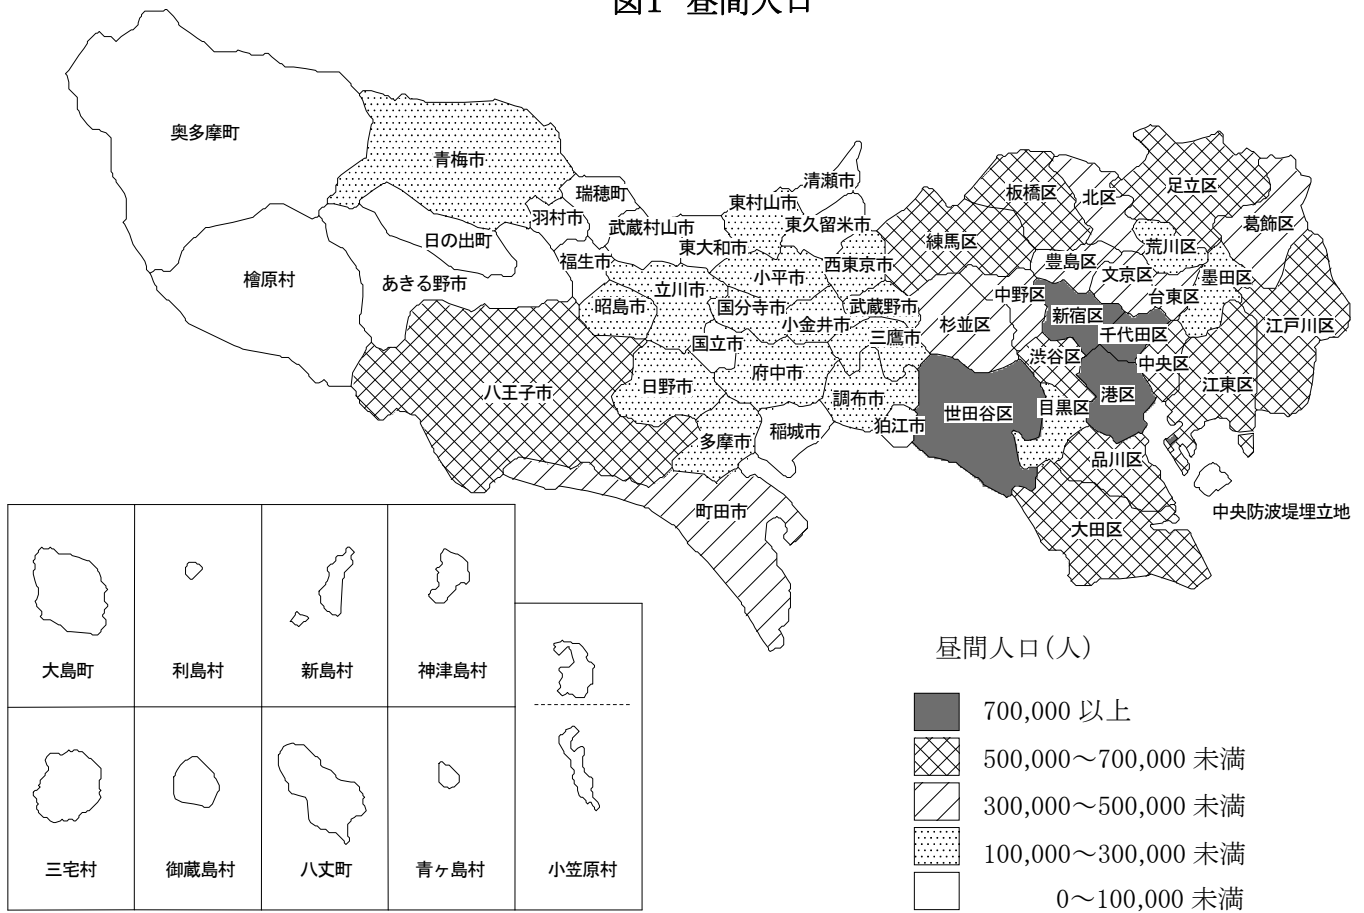 図1 昼間人口
奥多摩町
青梅市
瑞穂町
羽村市
日の出町
檜原村
あきる野市
福生市
武蔵村山市
東大和市
東村山市
清瀬市
東久留米市
西東京市
小平市
立川市
昭島市
国分寺市
小金井市
武蔵野市
三鷹市
国立市
府中市
日野市
八王子市
調布市
多摩市
稲城市
狛江市
町田市
練馬区
板橋区
北区
足立区
葛飾区
荒川区
豊島区
文京区
墨田区
台東区
中野区
杉並区
新宿区
千代田区
江戸川区
渋谷区
中央区
江東区
港区
目黒区
世田谷区
品川区
大田区
中央防波堤埋立地
大島町
利島村
新島村
神津島村
三宅村
御蔵島村
八丈町
青ヶ島村
小笠原村
昼間人口(人)
700,000 以上
500,000～700,000 未満
300,000～500,000 未満
100,000～300,000 未満
0～100,000 未満